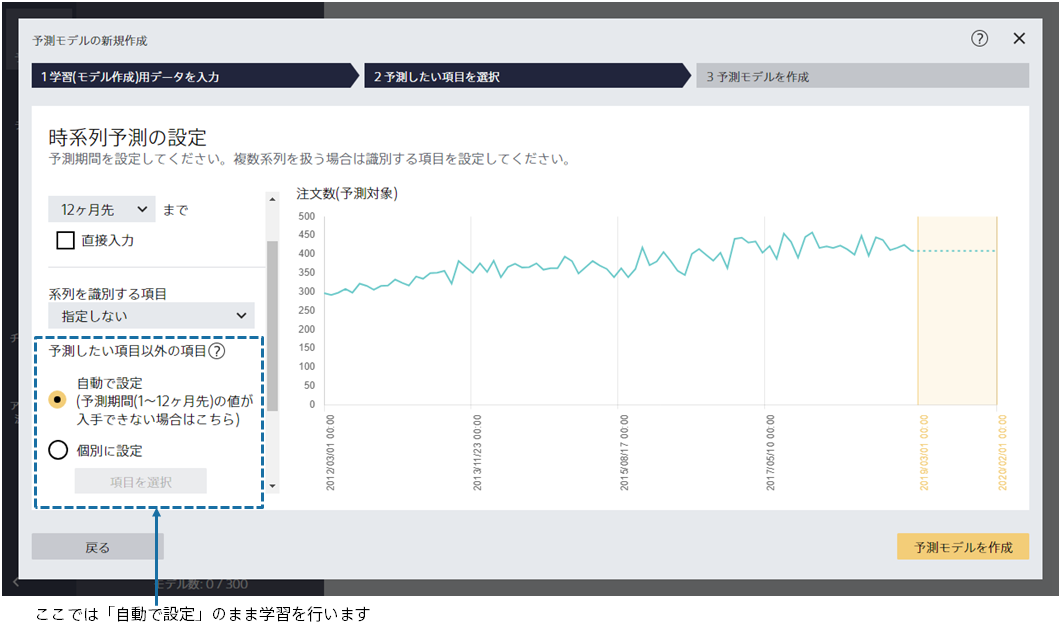 予測モデルの新規作成
?
1 学習(モデル作成)用データを入力
2 予測したい項目を選択
3 予測モデルを作成
時系列予測の設定
予測期間を設定してください。複数系列を扱う場合は識別する項目を設定してください。
12ヶ月先
まで
直接入力
系列を識別する項目
指定しない
予測したい項目以外の項目 ?
自動で設定
(予測期間(1～12ヶ月先)の値が
入手できない場合はこちら)
個別に設定
項目を選択
注文数(予測対象)
500
450
400
350
300
250
200
150
100
50
0
2012/03/01 00:00
2013/11/23 00:00
2015/08/17 00:00
2017/05/10 00:00
2019/03/01 00:00
2020/02/01 00:00
戻る
予測モデルを作成
モデル数: 0 / 300
ここでは「自動で設定」のまま学習を行います